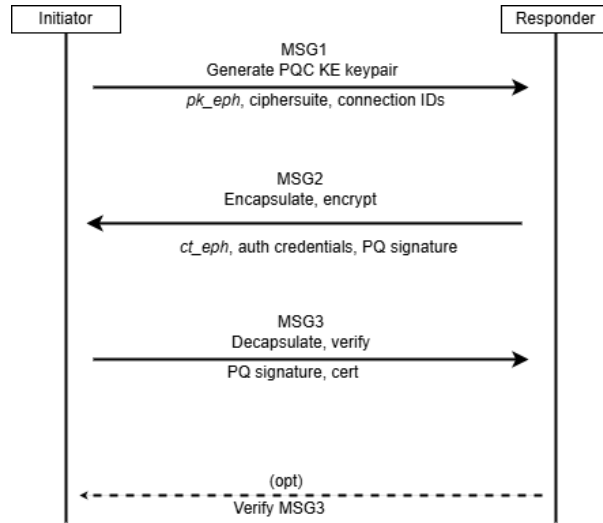 Initiator
Responder
MSG1
Generate PQC KE keypair
pk_eph, ciphersuite, connection IDs
MSG2
Encapsulate, encrypt
ct_eph, auth credentials, PQ signature
MSG3
Decapsulate, verify
PQ signature, cert
(opt)
Verify MSG3